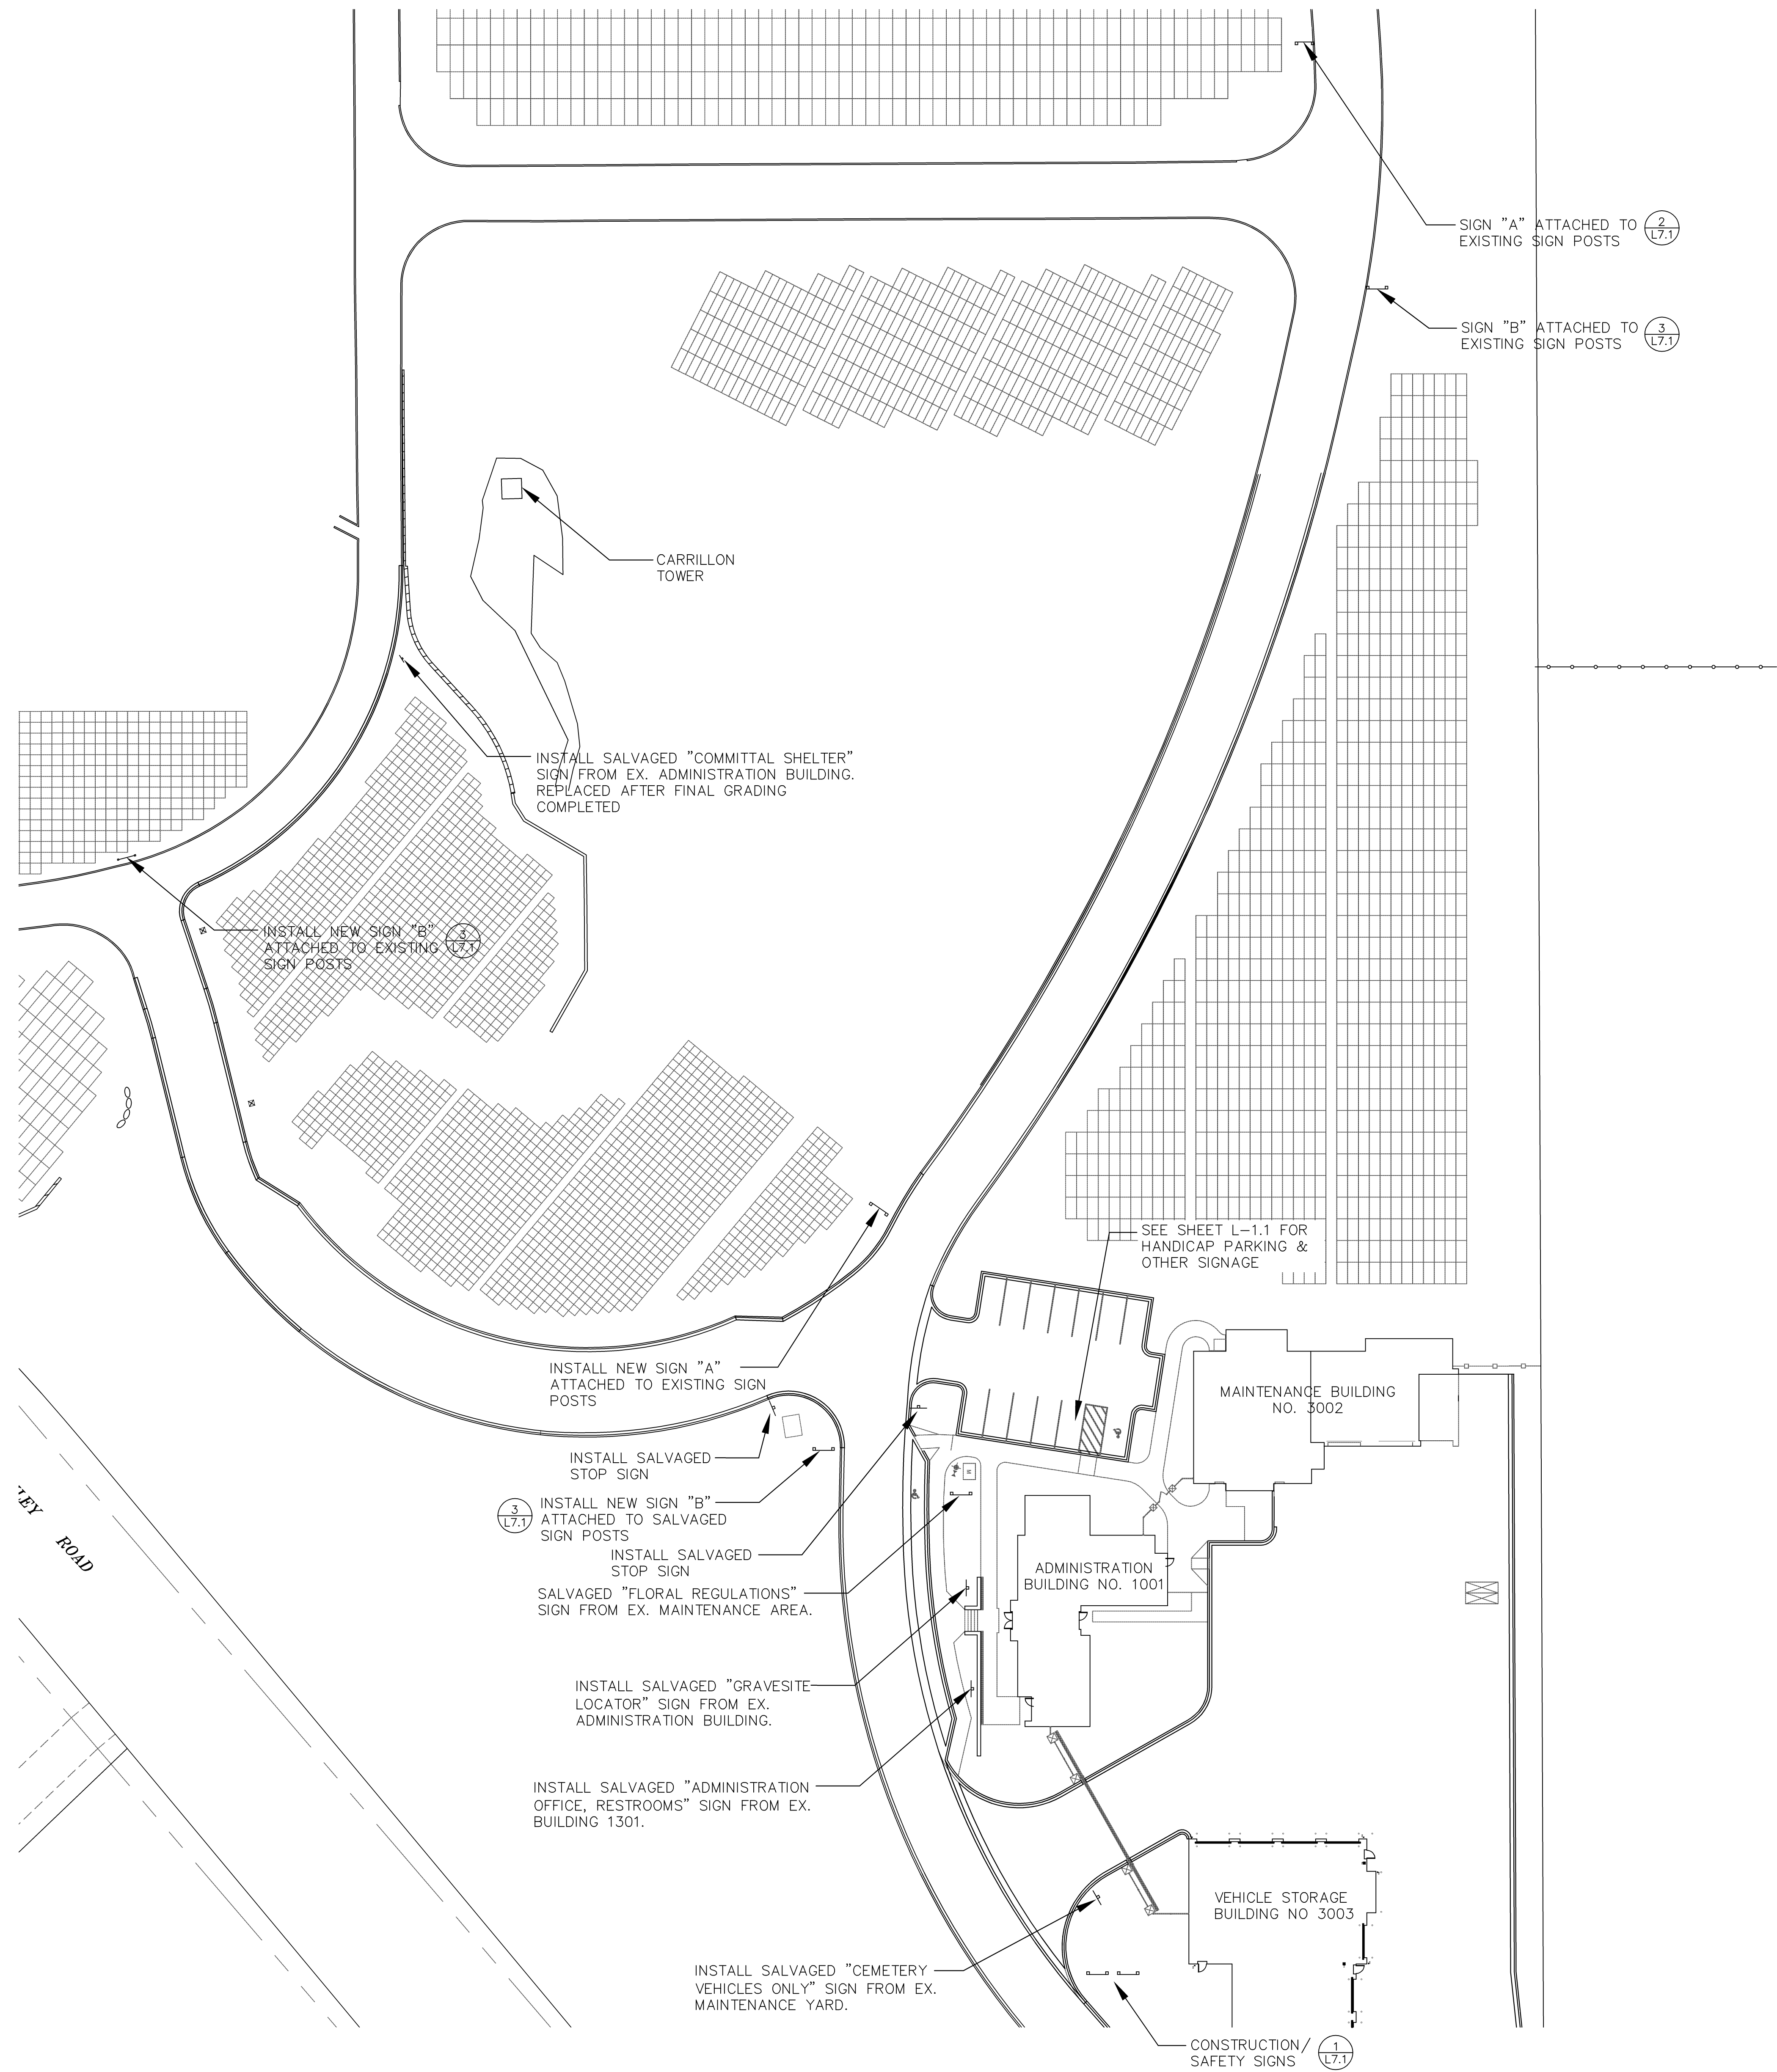 SIGN "A" ATTACHED TO
EXISTING SIGN POSTS
2
L7.1
SIGN "B" ATTACHED TO
EXISTING SIGN POSTS
3
L7.1
CARRILLON
TOWER
INSTALL SALVAGED "COMMITTAL SHELTER"
SIGN FROM EX. ADMINISTRATION BUILDING.
REPLACED AFTER FINAL GRADING
COMPLETED
INSTALL NEW SIGN "B"
ATTACHED TO EXISTING
SIGN POSTS
3
L7.1
SEE SHEET L-1.1 FOR
HANDICAP PARKING &
OTHER SIGNAGE
INSTALL NEW SIGN "A"
ATTACHED TO EXISTING SIGN
POSTS
MAINTENANCE BUILDING
NO. 3002
INSTALL SALVAGED
STOP SIGN
3
L7.1
INSTALL NEW SIGN "B"
ATTACHED TO SALVAGED
SIGN POSTS
ROAD
INSTALL SALVAGED
STOP SIGN
ADMINISTRATION
BUILDING NO. 1001
SALVAGED "FLORAL REGULATIONS"
SIGN FROM EX. MAINTENANCE AREA.
INSTALL SALVAGED "GRAVESITE
LOCATOR" SIGN FROM EX.
ADMINISTRATION BUILDING.
INSTALL SALVAGED "ADMINISTRATION
OFFICE, RESTROOMS" SIGN FROM EX.
BUILDING 1301.
VEHICLE STORAGE
BUILDING NO 3003
INSTALL SALVAGED "CEMETERY
VEHICLES ONLY" SIGN FROM EX.
MAINTENANCE YARD.
CONSTRUCTION/
SAFETY SIGNS
1
L7.1